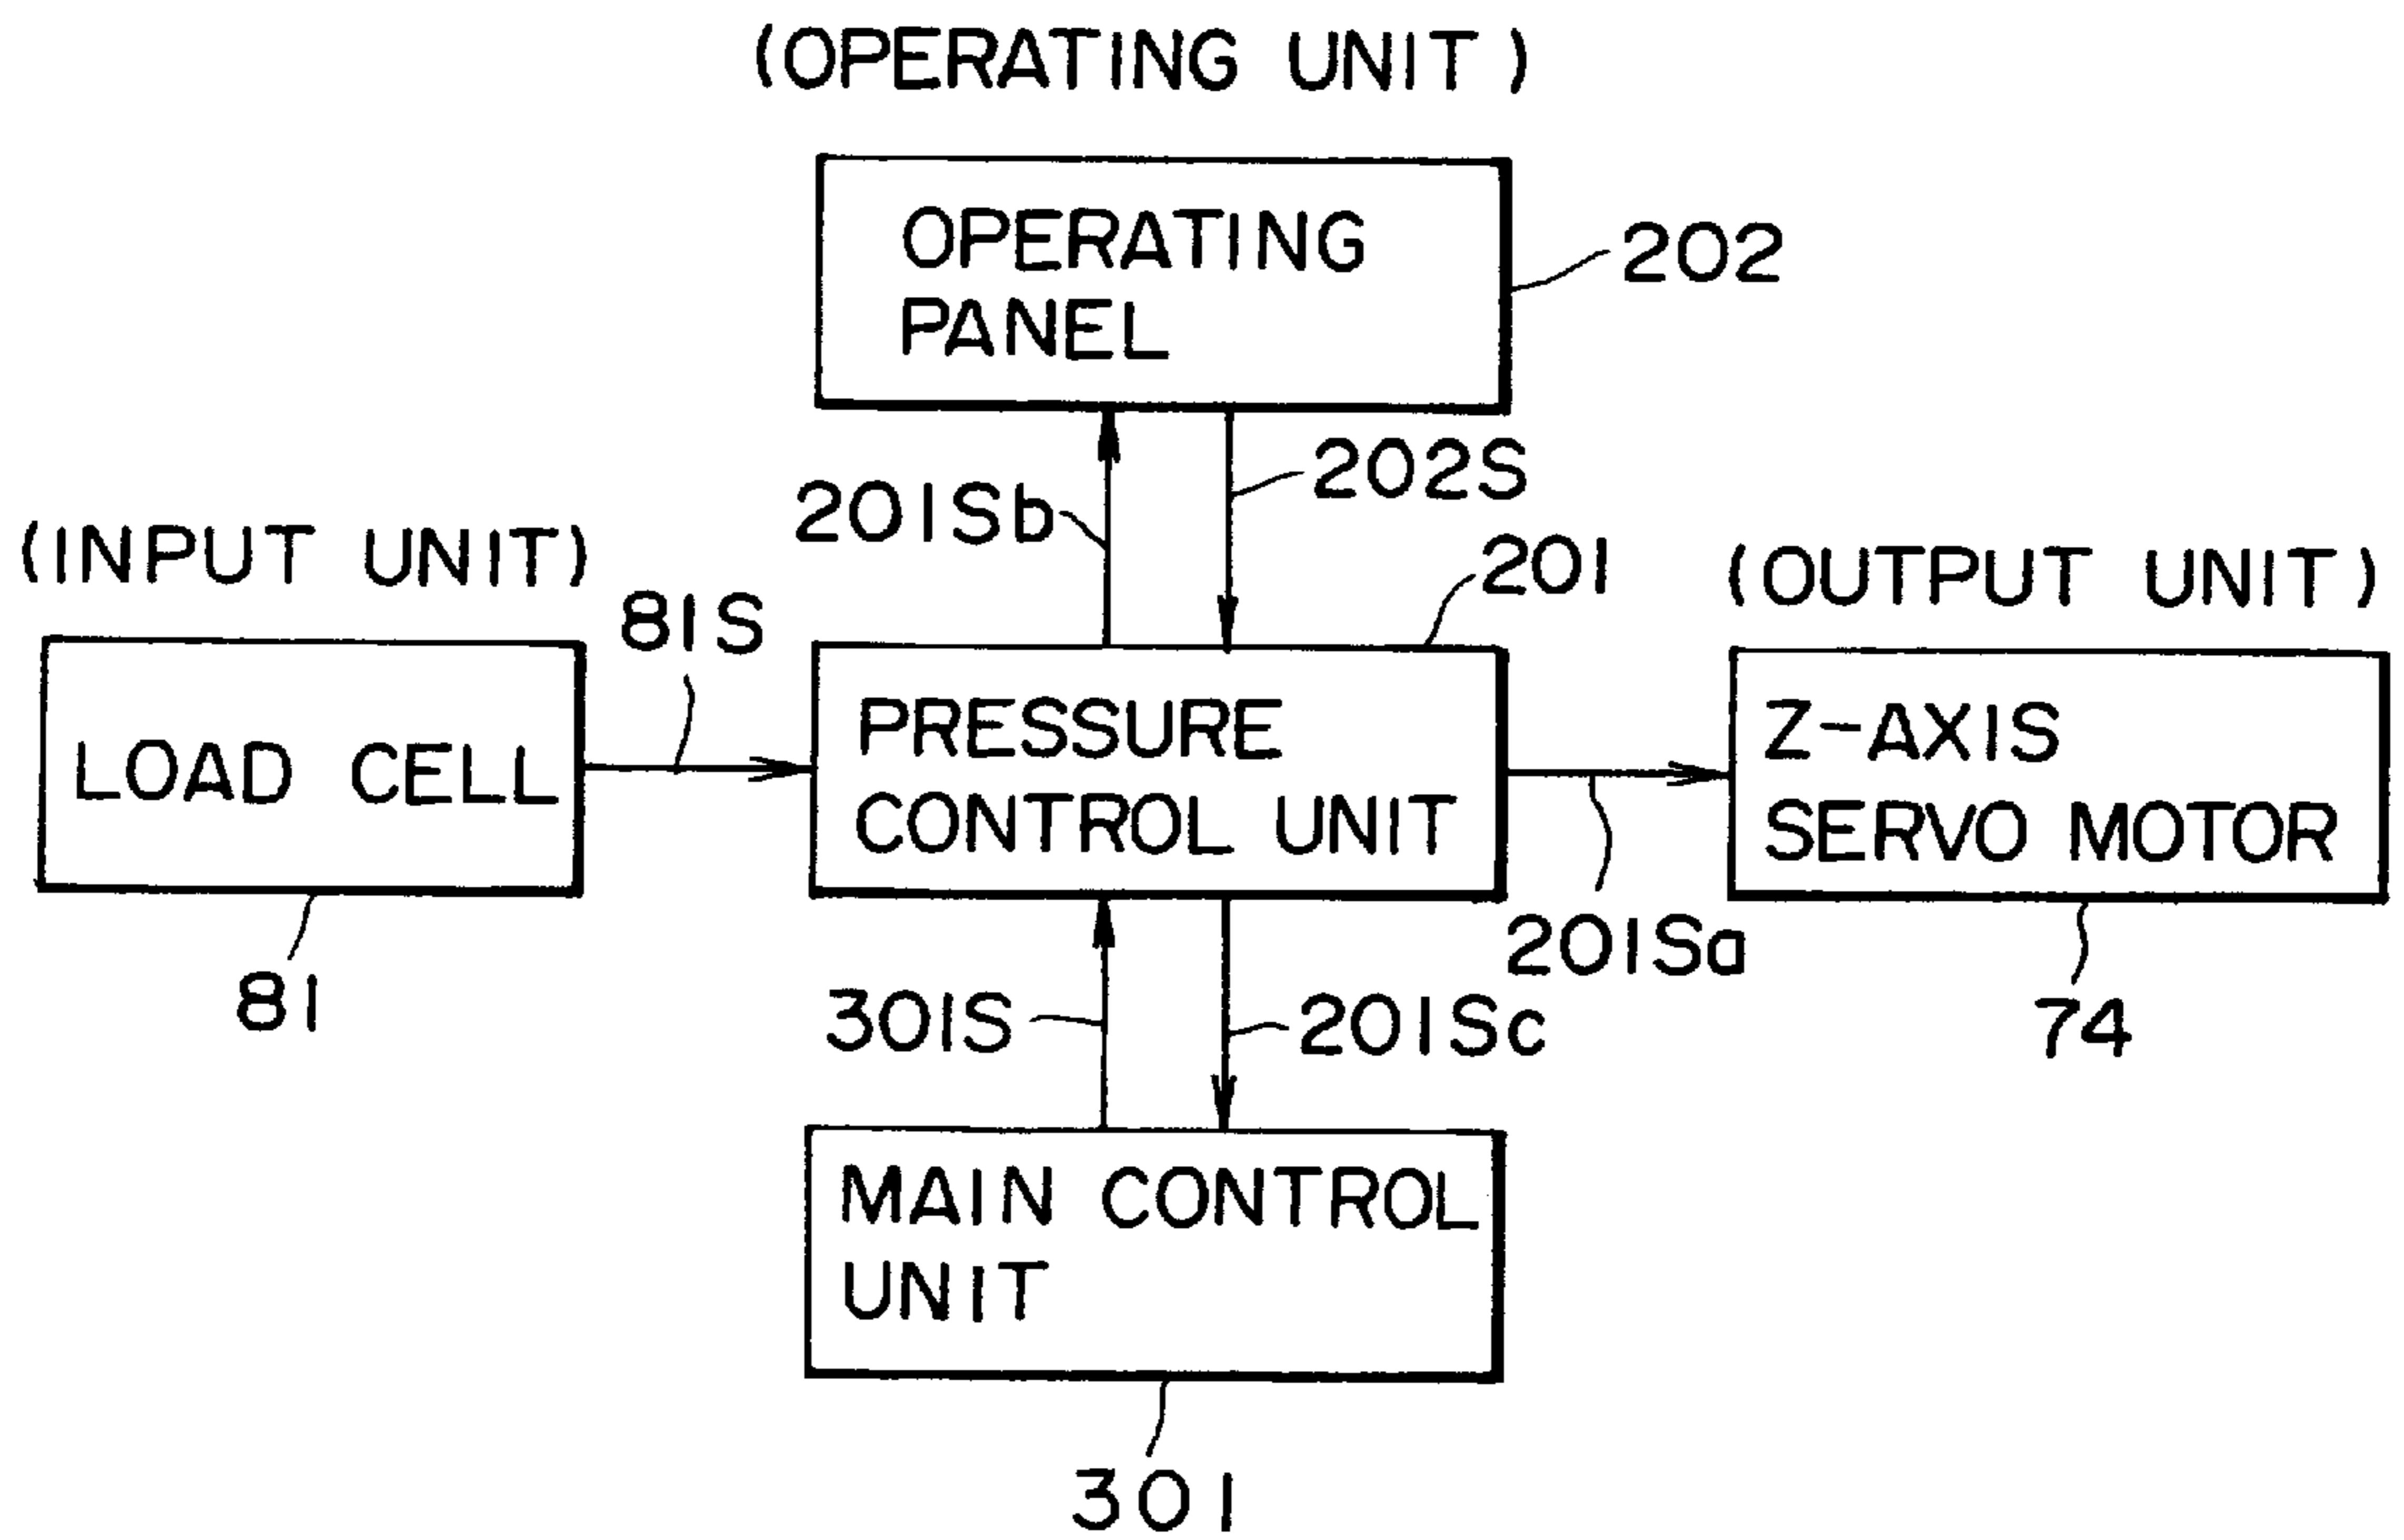 (OPERATING UNIT)
OPERATING
PANEL
202
201Sb
202S
(INPUT UNIT)
81S
201
(OUTPUT UNIT)
LOAD CELL
PRESSURE
CONTROL UNIT
Z-AXIS
SERVO MOTOR
81
301S
201Sc
201Sa
74
MAIN CONTROL
UNIT
301